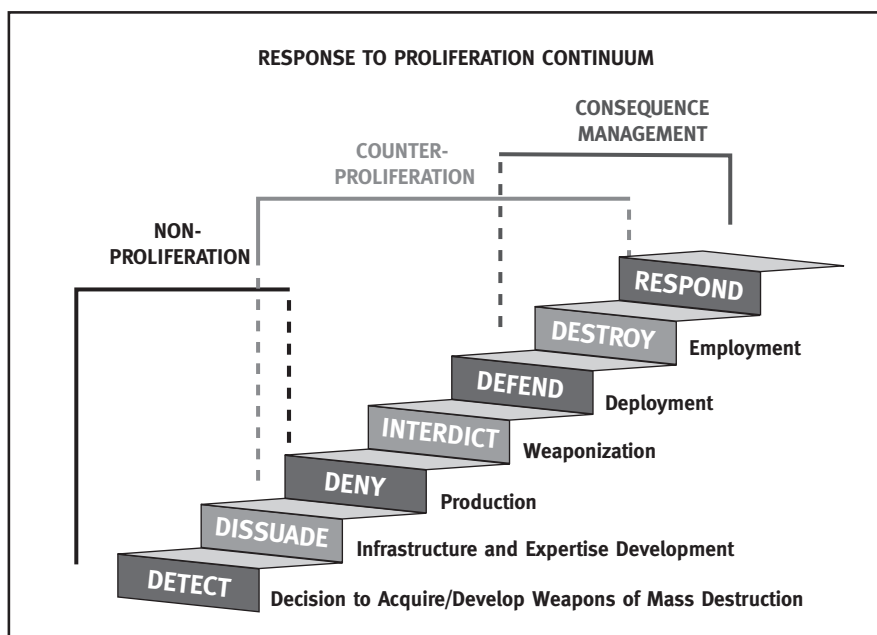 RESPONSE TO PROLIFERATION CONTINUUM
CONSEQUENCE
MANAGEMENT
COUNTER-
PROLIFERATION
NON-
PROLIFERATION
RESPOND
DESTROY
Employment
DEFEND
Deployment
INTERDICT
Weaponization
DENY
Production
DISSUADE
Infrastructure and Expertise Development
DETECT
Decision to Acquire/Develop Weapons of Mass Destruction